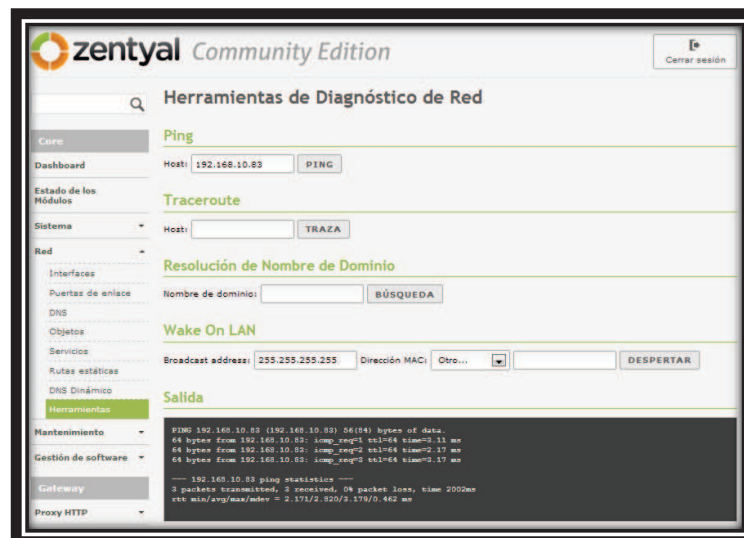 zentyal Community Edition
Cerrar sesión
Herramientas de Diagnóstico de Red
Core
Dashboard
Estado de los
Módulos
Sistema
Red
Interfaces
Puertas de enlace
DNS
Objetos
Servicios
Rutas estáticas
DNS Dinámico
Herramientas
Mantenimiento
Gestión de software
Gateway
Proxy HTTP
Ping
Host: 192.168.10.83 PING
Traceroute
Host: TRAZA
Resolución de Nombre de Dominio
Nombre de dominio: BÚSQUEDA
Wake On LAN
Broadcast address: 255.255.255.255 Dirección MAC: Otro... DESPERTAR
Salida
PING 192.168.10.83 (192.168.10.83) 56(84) bytes of data.
64 bytes from 192.168.10.83: icmp_req=1 ttl=64 time=3.11 ms
64 bytes from 192.168.10.83: icmp_req=2 ttl=64 time=2.17 ms
64 bytes from 192.168.10.83: icmp_req=3 ttl=64 time=3.17 ms
--- 192.168.10.83 ping statistics ---
3 packets transmitted, 3 received, 0% packet loss, time 2002ms
rtt min/avg/max/mdev = 2.171/2.820/3.179/0.462 ms